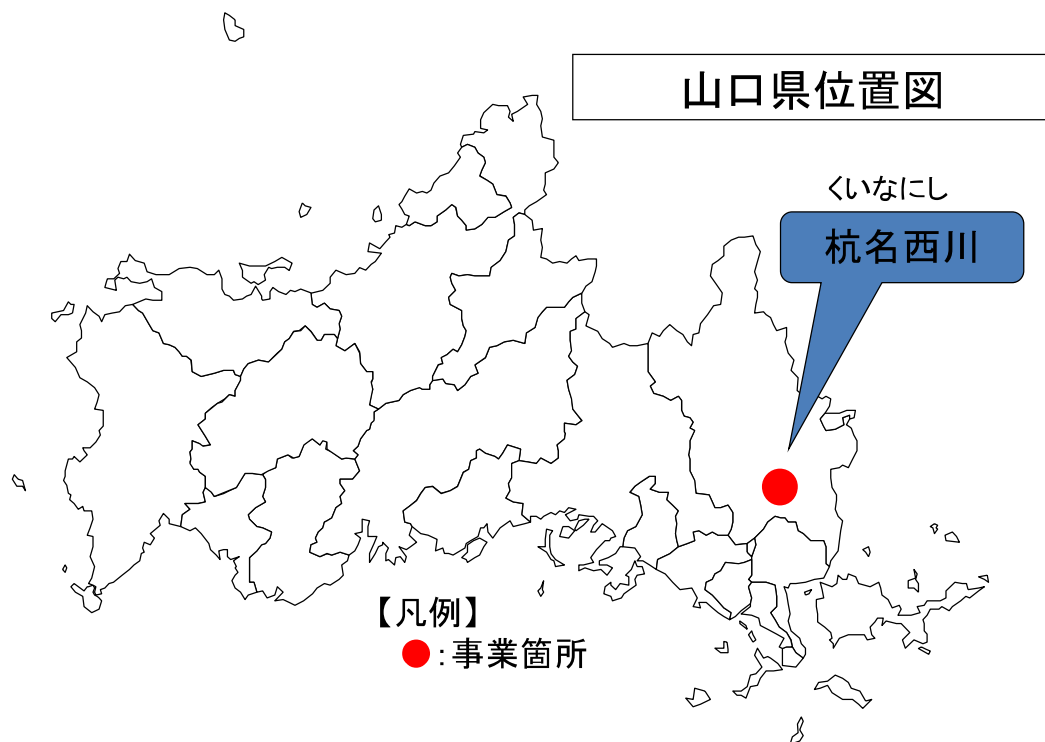 山口県位置図
くいなにし
杭名西川
【凡例】
●:事業箇所